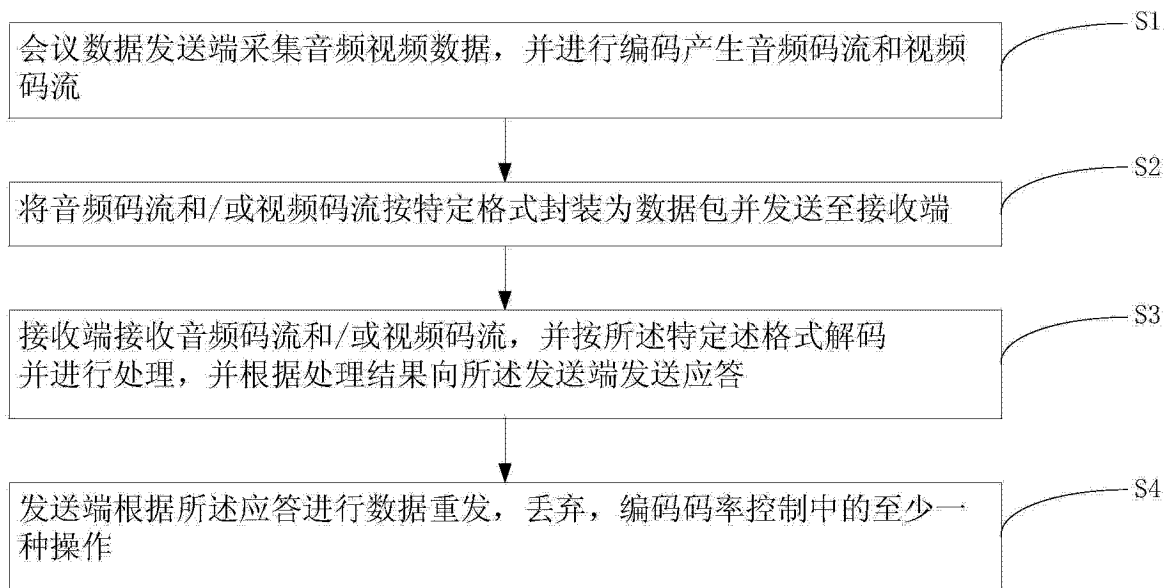 会议数据发送端采集音频视频数据，并进行编码产生音频码流和视频
码流
S1
将音频码流和/或视频码流按特定格式封装为数据包并发送至接收端
S2
接收端接收音频码流和/或视频码流，并按所述特定述格式解码
并进行处理，并根据处理结果向所述发送端发送应答
S3
发送端根据所述应答进行数据重发，丢弃，编码码率控制中的至少一
种操作
S4